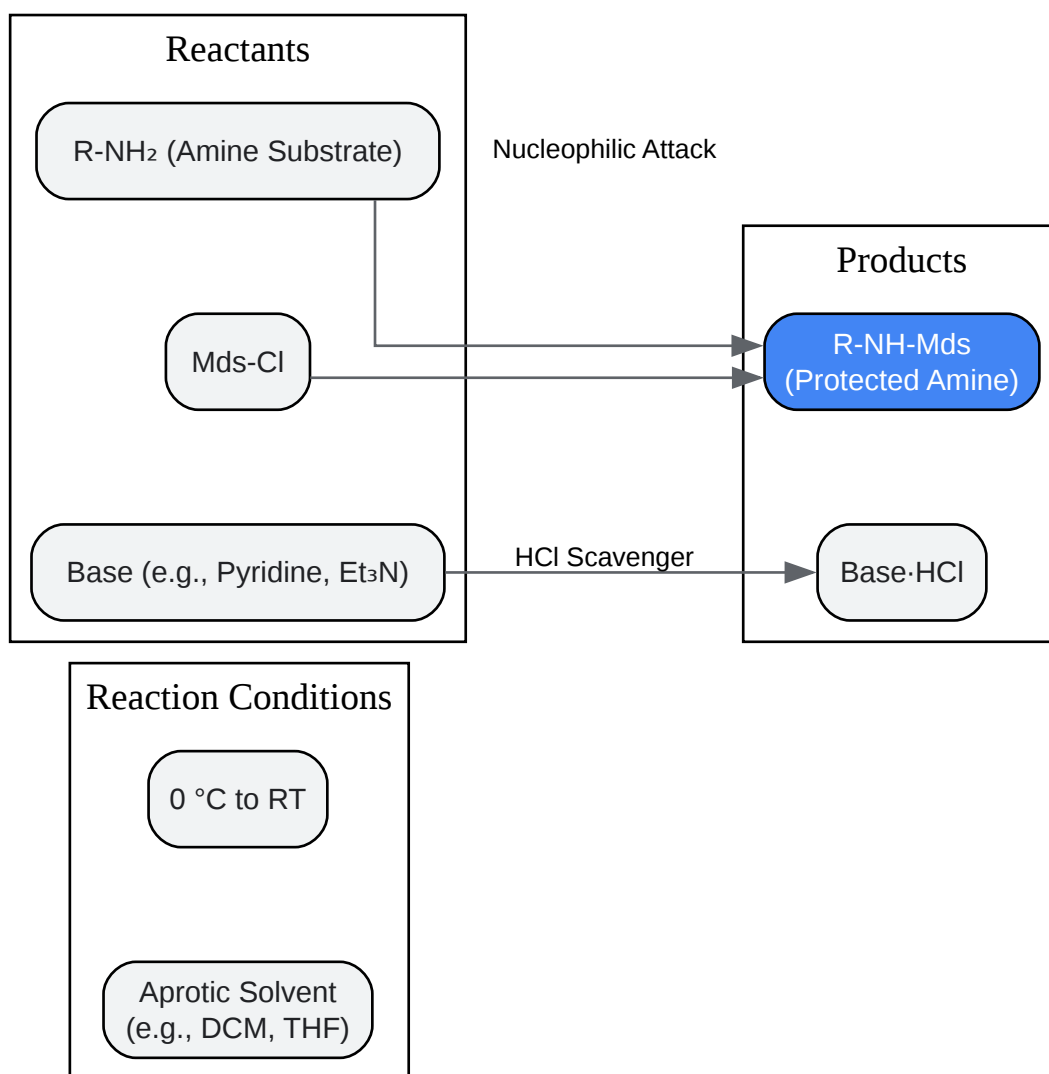 Reactants
R-NH₂ (Amine Substrate)
Nucleophilic Attack
Mds-Cl
Base (e.g., Pyridine, Et₃N)
HCl Scavenger
Products
R-NH-Mds
(Protected Amine)
Base·HCl
Reaction Conditions
0 °C to RT
Aprotic Solvent
(e.g., DCM, THF)